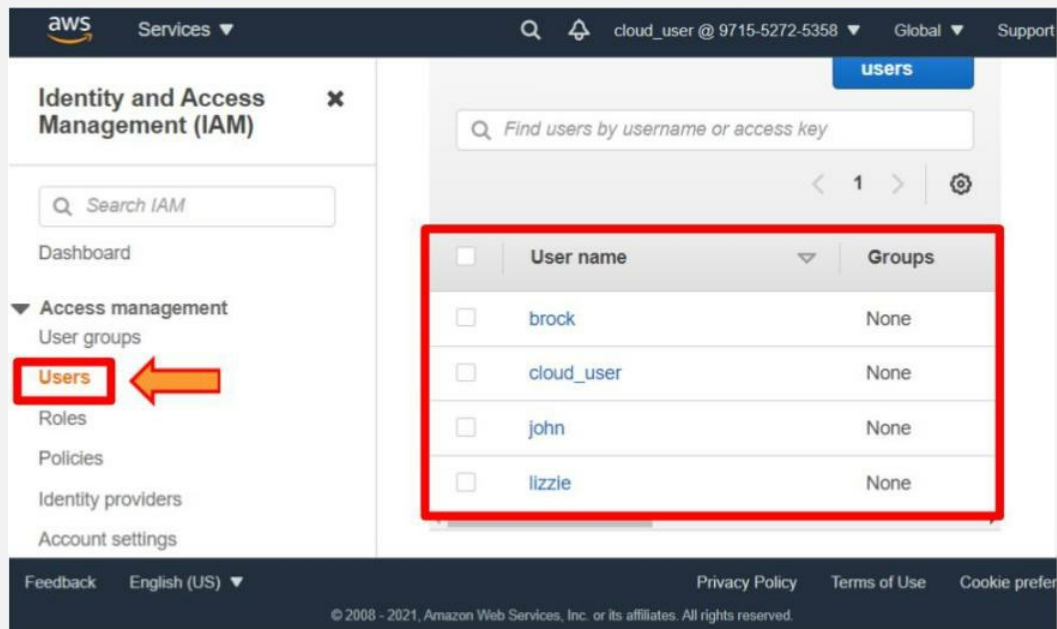 aws
Services
cloud_user @ 9715-5272-5358
Global
Support
Identity and Access
Management (IAM)
Search IAM
Dashboard
Access management
User groups
Users
Roles
Policies
Identity providers
Account settings
users
Find users by username or access key
1
User name Groups
brock None
cloud_user None
john None
lizzie None
Feedback English (US) Privacy Policy Terms of Use Cookie prefer
© 2008 - 2021, Amazon Web Services, Inc. or its affiliates. All rights reserved.